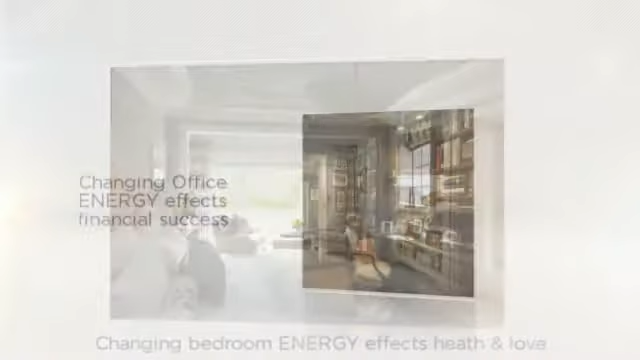 Changing Office
ENERGY effects
financial success
Changing bedroom ENERGY effects heath & love